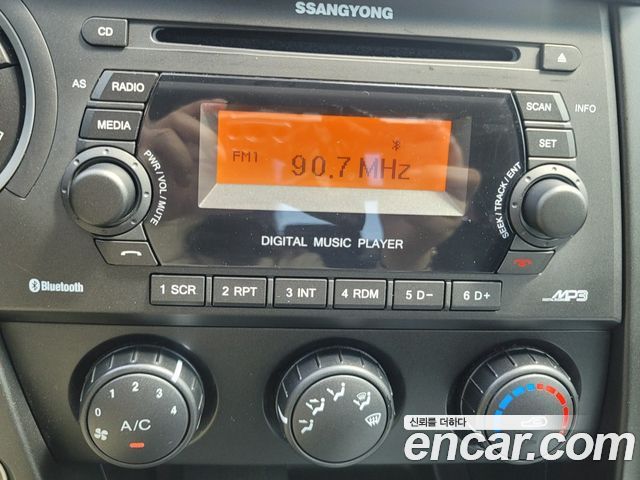 SSANGYONG
CD
AS RADIO
MEDIA
PWR/VOL/MUTE
FM1 90.7 MHz
DIGITAL MUSIC PLAYER
SCAN INFO
SET
SEEK/TRACK/ENT
Bluetooth
1 SCR 2 RPT 3 INT 4 RDM 5 D- 6 D+
MP3
0 1 2 3 4
A/C
신뢰를 더하다
encar.com